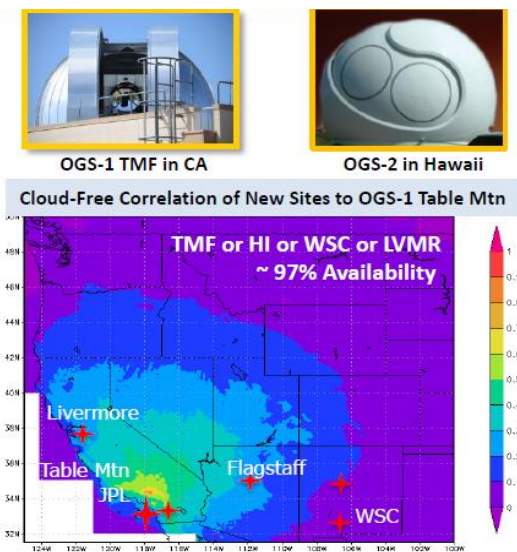 OGS-1 TMF in CA
OGS-2 in Hawaii
Cloud-Free Correlation of New Sites to OGS-1 Table Mtn
TMF or HI or WSC or LVMR
~ 97% Availability
48N
46N
44N
42N
40N
38N
36N
34N
32N
Livermore
Table Mtn
JPL
Flagstaff
WSC
1
0
124W
122W
120W
118W
116W
114W
112W
110W
108W
106W
104W
102W
100W